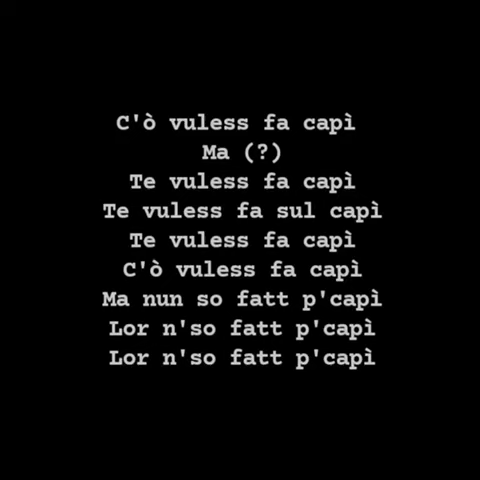 C'ò vuless fa capì
Ma (?)
Te vuless fa capì
Te vuless fa sul capì
Te vuless fa capì
C'ò vuless fa capì
Ma nun so fatt p'capì
Lor n'so fatt p'capì
Lor n'so fatt p'capì